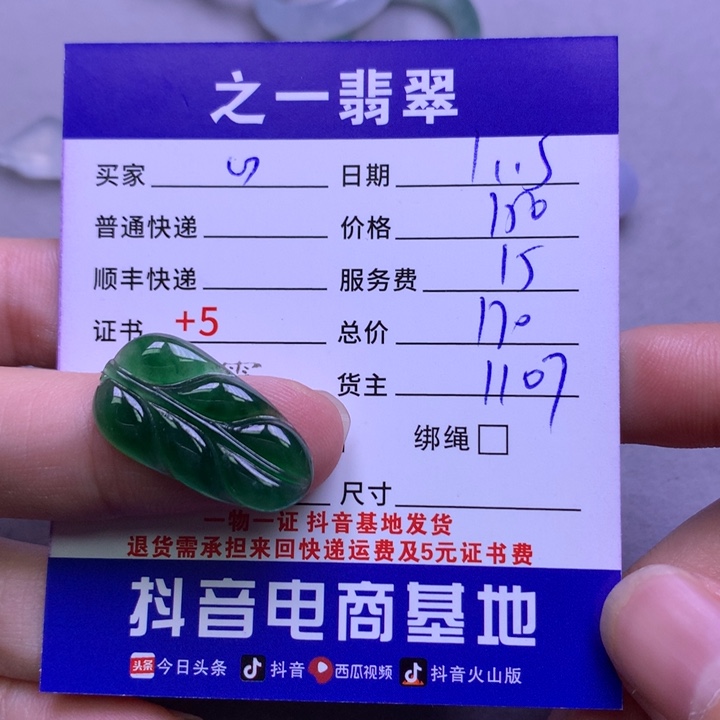 之一翡翠
买家 日期
普通快递 价格 150
顺丰快递 服务费 15
证书 +5 总价 170
货主 1107
绑绳
尺寸
一物一证 抖音基地发货
退货需承担来回快递运费及5元证书费
抖音电商基地
头条 今日头条 抖音 西瓜视频 抖音火山版